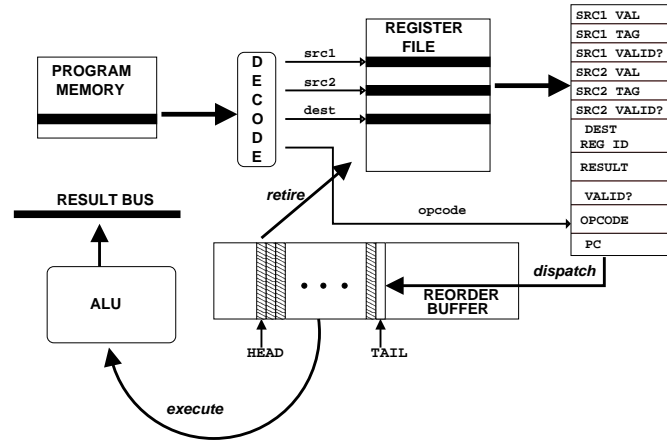 PROGRAM
MEMORY
DECODE
src1
src2
dest
REGISTER
FILE
SRC1 VAL
SRC1 TAG
SRC1 VALID?
SRC2 VAL
SRC2 TAG
SRC2 VALID?
DEST
REG ID
RESULT
VALID?
OPCODE
PC
retire
opcode
RESULT BUS
ALU
dispatch
REORDER
BUFFER
HEAD
TAIL
execute